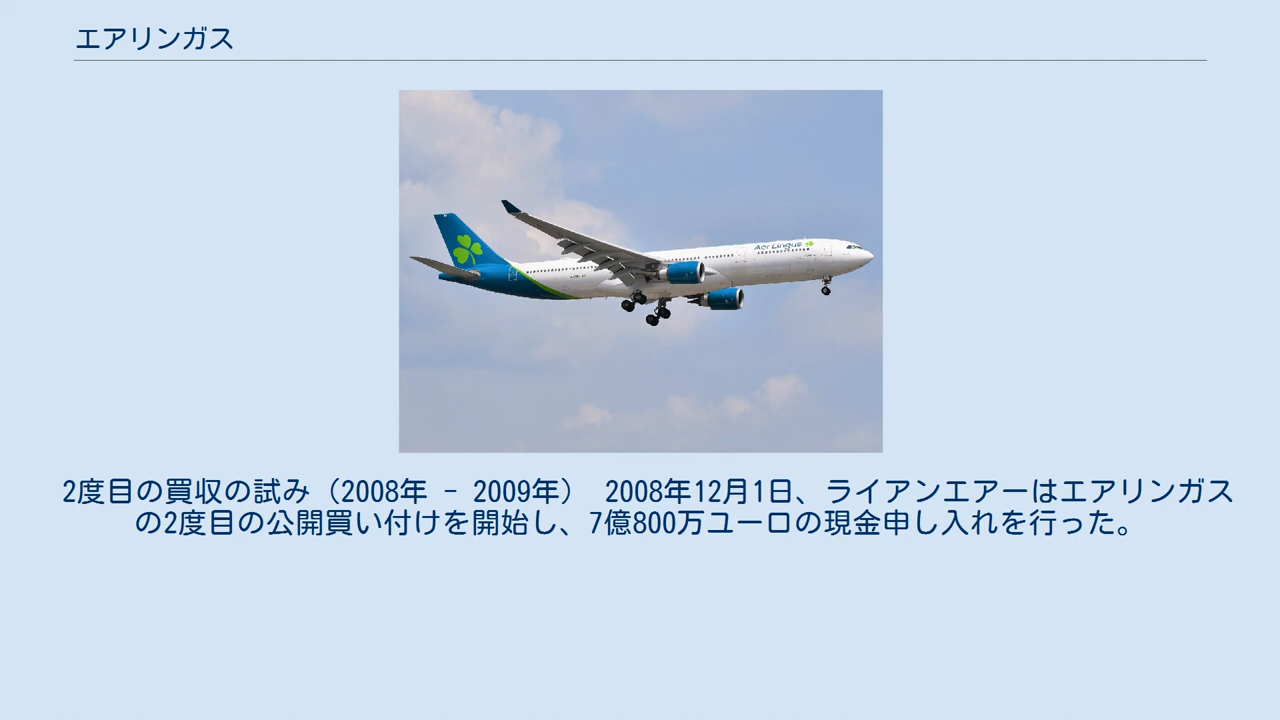 エアリンガス
Aer Lingus
2度目の買収の試み（2008年 - 2009年） 2008年12月1日、ライアンエアーはエアリンガス
の2度目の公開買い付けを開始し、7億800万ユーロの現金申し入れを行った。